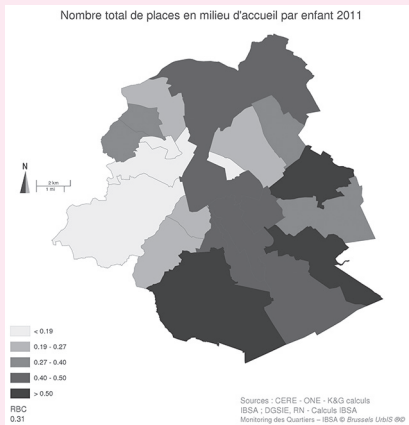 Nombre total de places en milieu d'accueil par enfant 2011
N
2 km
1 mi
< 0.19
0.19 - 0.27
0.27 - 0.40
0.40 - 0.50
> 0.50
RBC
0.31
Sources : CERE - ONE - K&G calculs
IBSA ; DGSIE, RN - Calculs IBSA
Monitoring des Quartiers – IBSA © Brussels UrbIS ®©